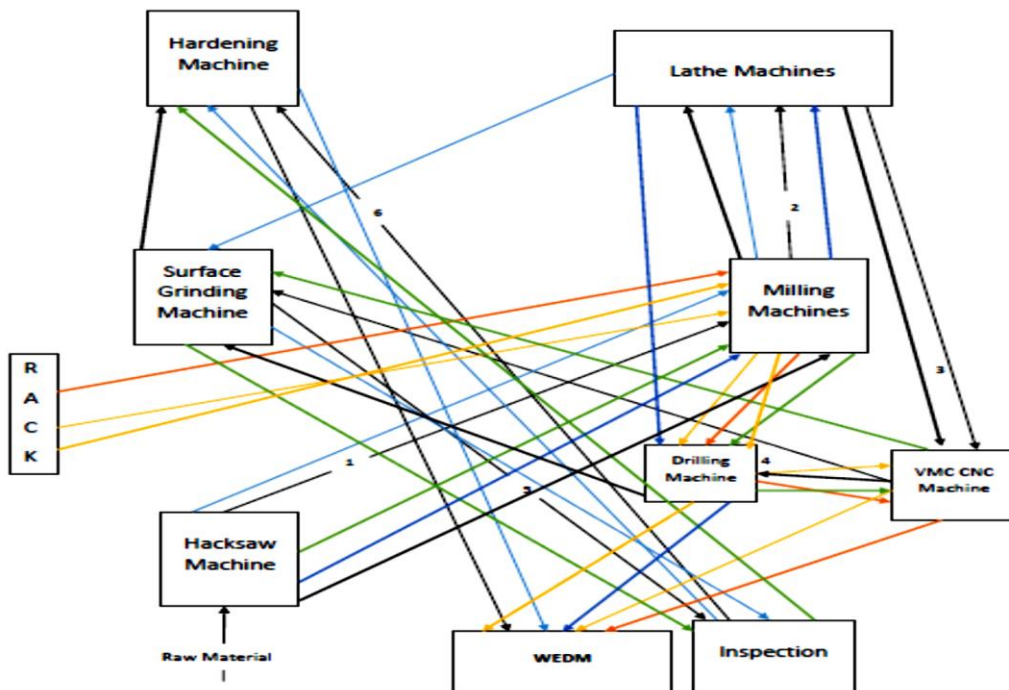 Hardening
Machine
Lathe Machines
6
2
Surface
Grinding
Machine
Milling
Machines
R
A
C
K
3
1
Drilling
Machine
4
VMC CNC
Machine
Hacksaw
Machine
Raw Material
WEDM
Inspection